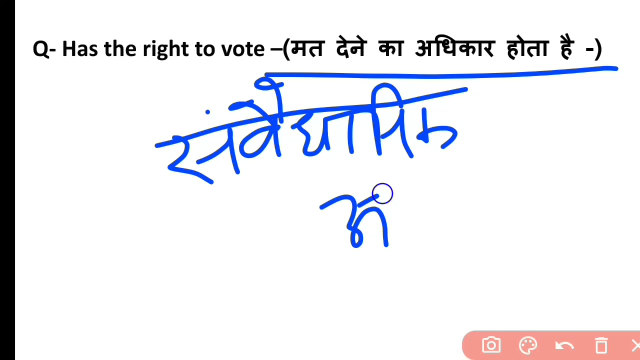 Q- Has the right to vote –(मत देने का अधिकार होता है -)
संवैधानिक